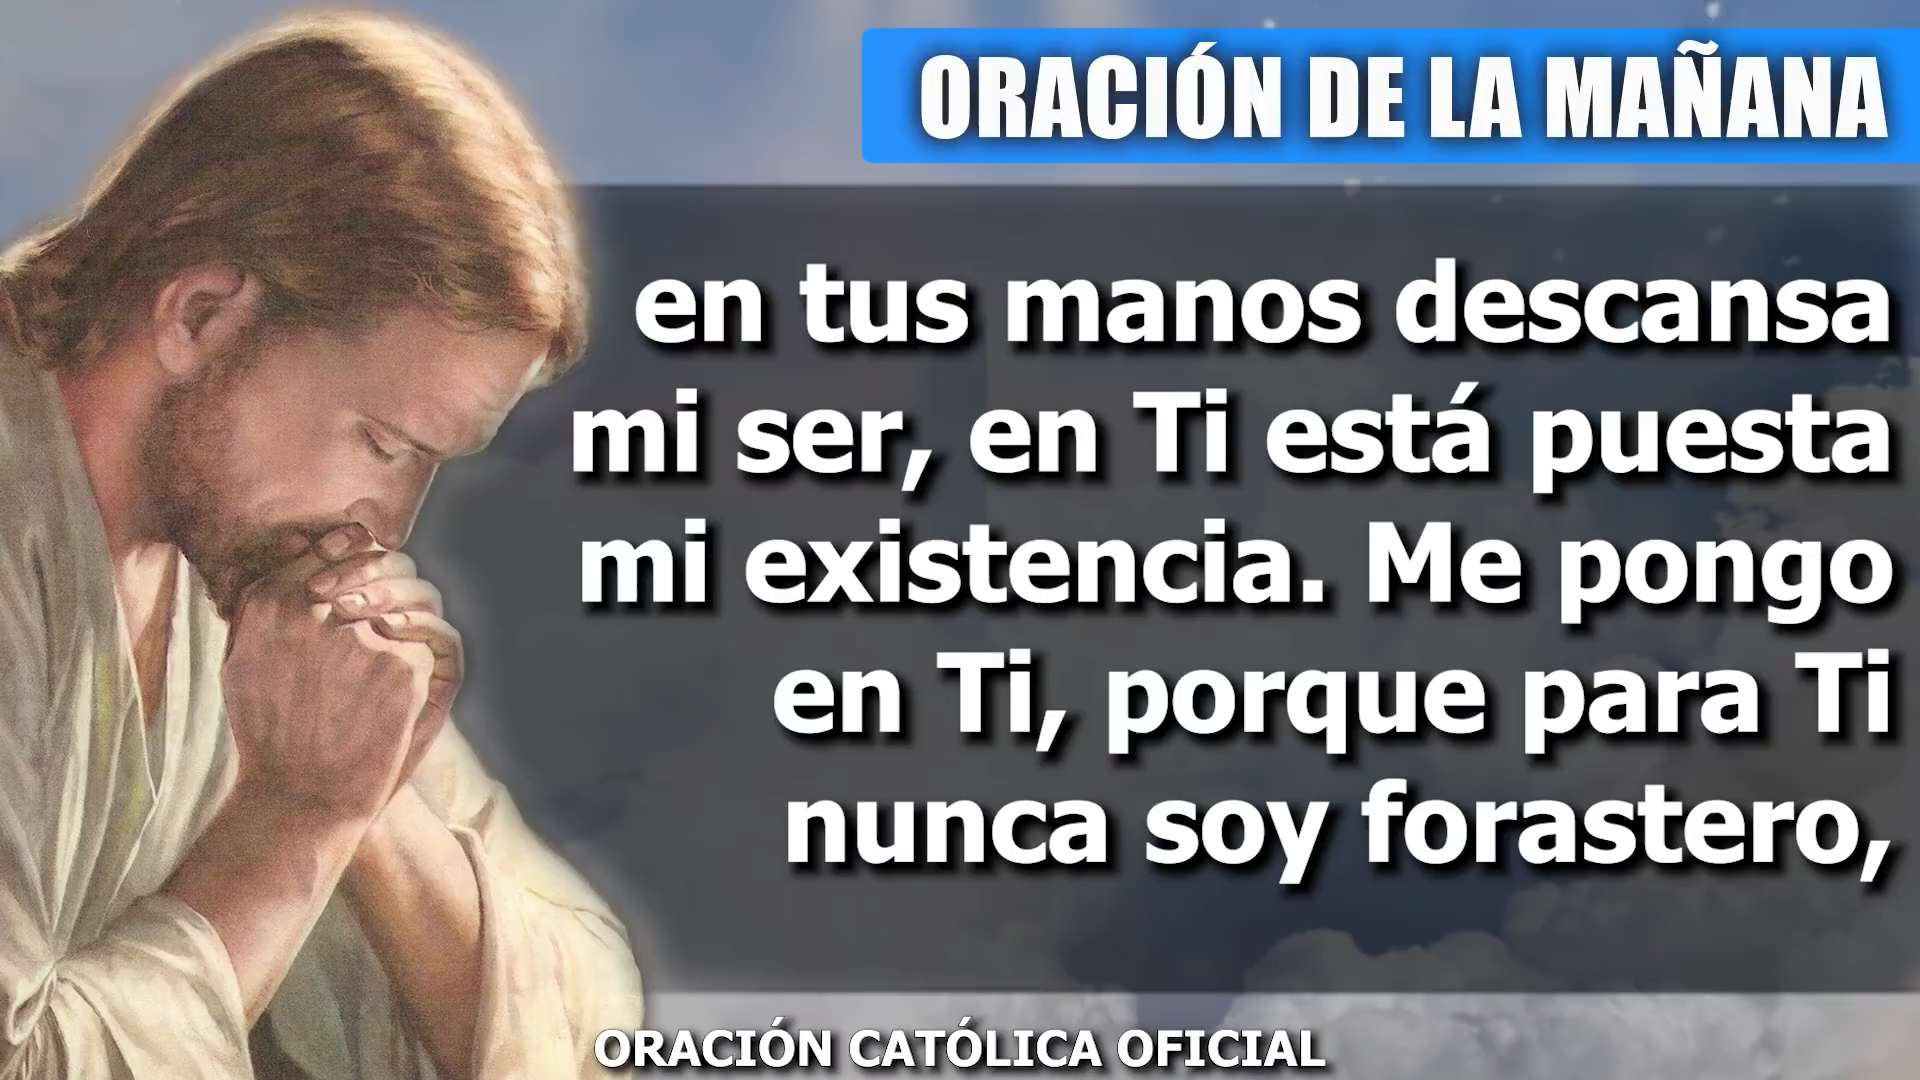 ORACIÓN DE LA MAÑANA
en tus manos descansa
mi ser, en Ti está puesta
mi existencia. Me pongo
en Ti, porque para Ti
nunca soy forastero,
ORACIÓN CATÓLICA OFICIAL